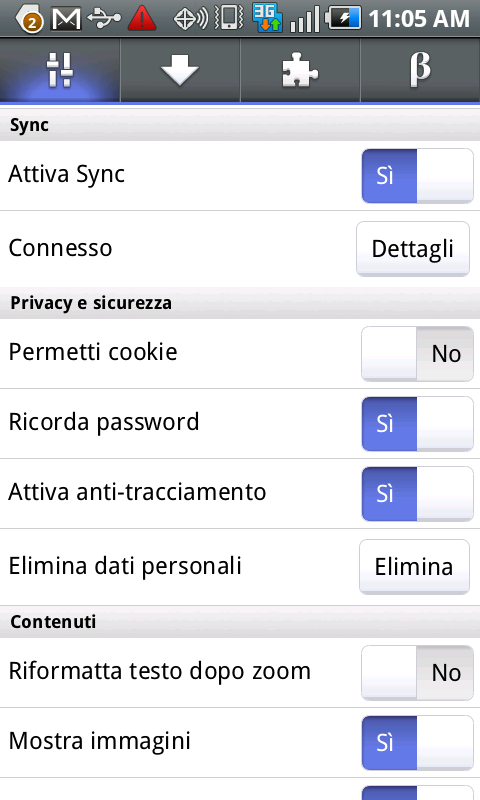 2 3G 11:05 AM
β
Sync
Attiva Sync Sì
Connesso Dettagli
Privacy e sicurezza
Permetti cookie No
Ricorda password Sì
Attiva anti-tracciamento Sì
Elimina dati personali Elimina
Contenuti
Riformatta testo dopo zoom No
Mostra immagini Sì